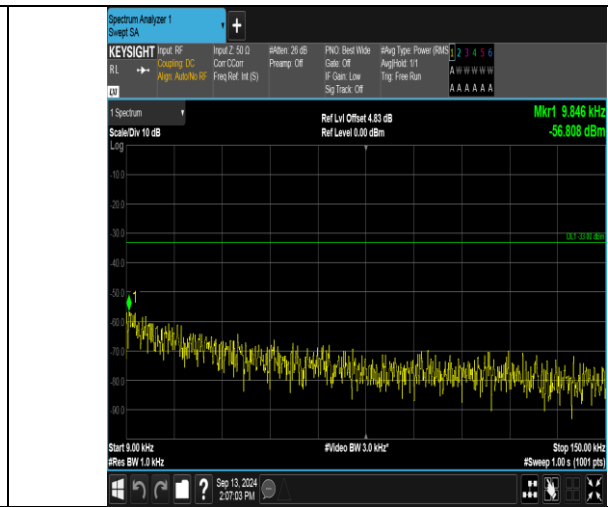 Spectrum Analyzer 1
Swept SA
+
KEYSIGHT
RL
LXI
Input: RF
Coupling: DC
Align: Auto/No RF
Input Z: 50 Ω
Corr CCorr
Freq Ref: Int (S)
#Atten: 26 dB
Preamp: Off
PNO: Best Wide
Gate: Off
IF Gain: Low
Sig Track: Off
#Avg Type: Power (RMS
Avg|Hold: 1/1
Trig: Free Run
1 2 3 4 5 6
A W W W W W
A A A A A A
1 Spectrum
Scale/Div 10 dB
Log
Ref Lvl Offset 4.83 dB
Ref Level 0.00 dBm
Mkr1 9.846 kHz
-56.808 dBm
-10.0
-20.0
-30.0
DL1 -33.00 dBm
-40.0
-50.0
1
-60.0
-70.0
-80.0
-90.0
Start 9.00 kHz
#Res BW 1.0 kHz
#Video BW 3.0 kHz*
Stop 150.00 kHz
#Sweep 1.00 s (1001 pts)
?
Sep 13, 2024
2:07:03 PM